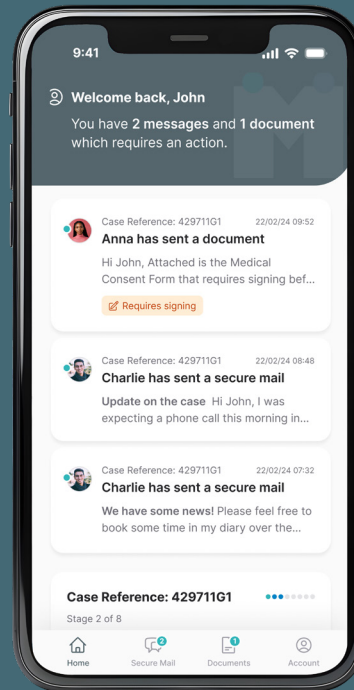 9:41
Welcome back, John
You have 2 messages and 1 document
which requires an action.
Case Reference: 429711G1 22/02/24 09:52
Anna has sent a document
Hi John, Attached is the Medical
Consent Form that requires signing bef...
Requires signing
Case Reference: 429711G1 22/02/24 08:48
Charlie has sent a secure mail
Update on the case Hi John, I was
expecting a phone call this morning in...
Case Reference: 429711G1 22/02/24 07:32
Charlie has sent a secure mail
We have some news! Please feel free to
book some time in my diary over the...
Case Reference: 429711G1
Stage 2 of 8
2 1
Home Secure Mail Documents Account